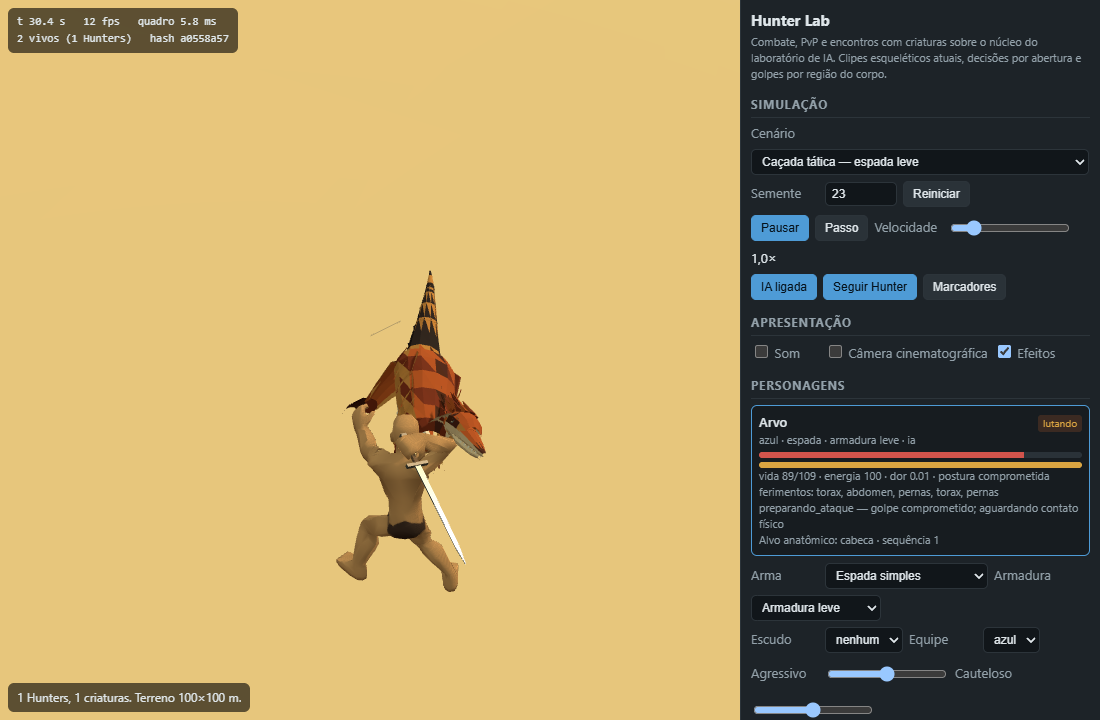 t 30.4 s   12 fps   quadro 5.8 ms
2 vivos (1 Hunters)   hash a0558a57
1 Hunters, 1 criaturas. Terreno 100×100 m.
Hunter Lab
Combate, PvP e encontros com criaturas sobre o núcleo do
laboratório de IA. Clipes esqueléticos atuais, decisões por abertura e
golpes por região do corpo.
SIMULAÇÃO
Cenário
Caçada tática — espada leve
Semente 23 Reiniciar
Pausar Passo Velocidade
1,0×
IA ligada Seguir Hunter Marcadores
APRESENTAÇÃO
Som Câmera cinematográfica Efeitos
PERSONAGENS
Arvo lutando
azul · espada · armadura leve · ia
vida 89/109 · energia 100 · dor 0.01 · postura comprometida
ferimentos: torax, abdomen, pernas, torax, pernas
preparando_ataque — golpe comprometido; aguardando contato
físico
Alvo anatômico: cabeca · sequência 1
Arma Espada simples Armadura
Armadura leve
Escudo nenhum Equipe azul
Agressivo Cauteloso